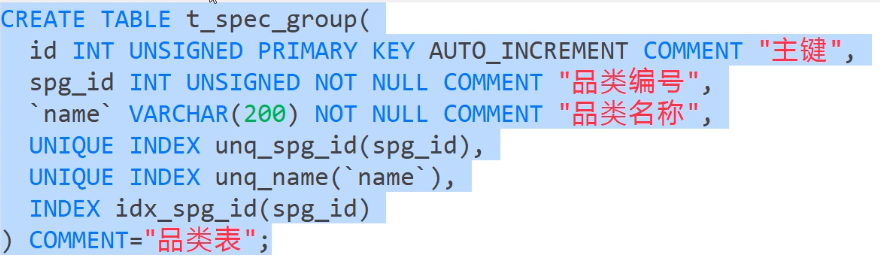 CREATE TABLE t_spec_group(
  id INT UNSIGNED PRIMARY KEY AUTO_INCREMENT COMMENT "主键",
  spg_id INT UNSIGNED NOT NULL COMMENT "品类编号",
  `name` VARCHAR(200) NOT NULL COMMENT "品类名称",
  UNIQUE INDEX unq_spg_id(spg_id),
  UNIQUE INDEX unq_name(`name`),
  INDEX idx_spg_id(spg_id)
) COMMENT="品类表";